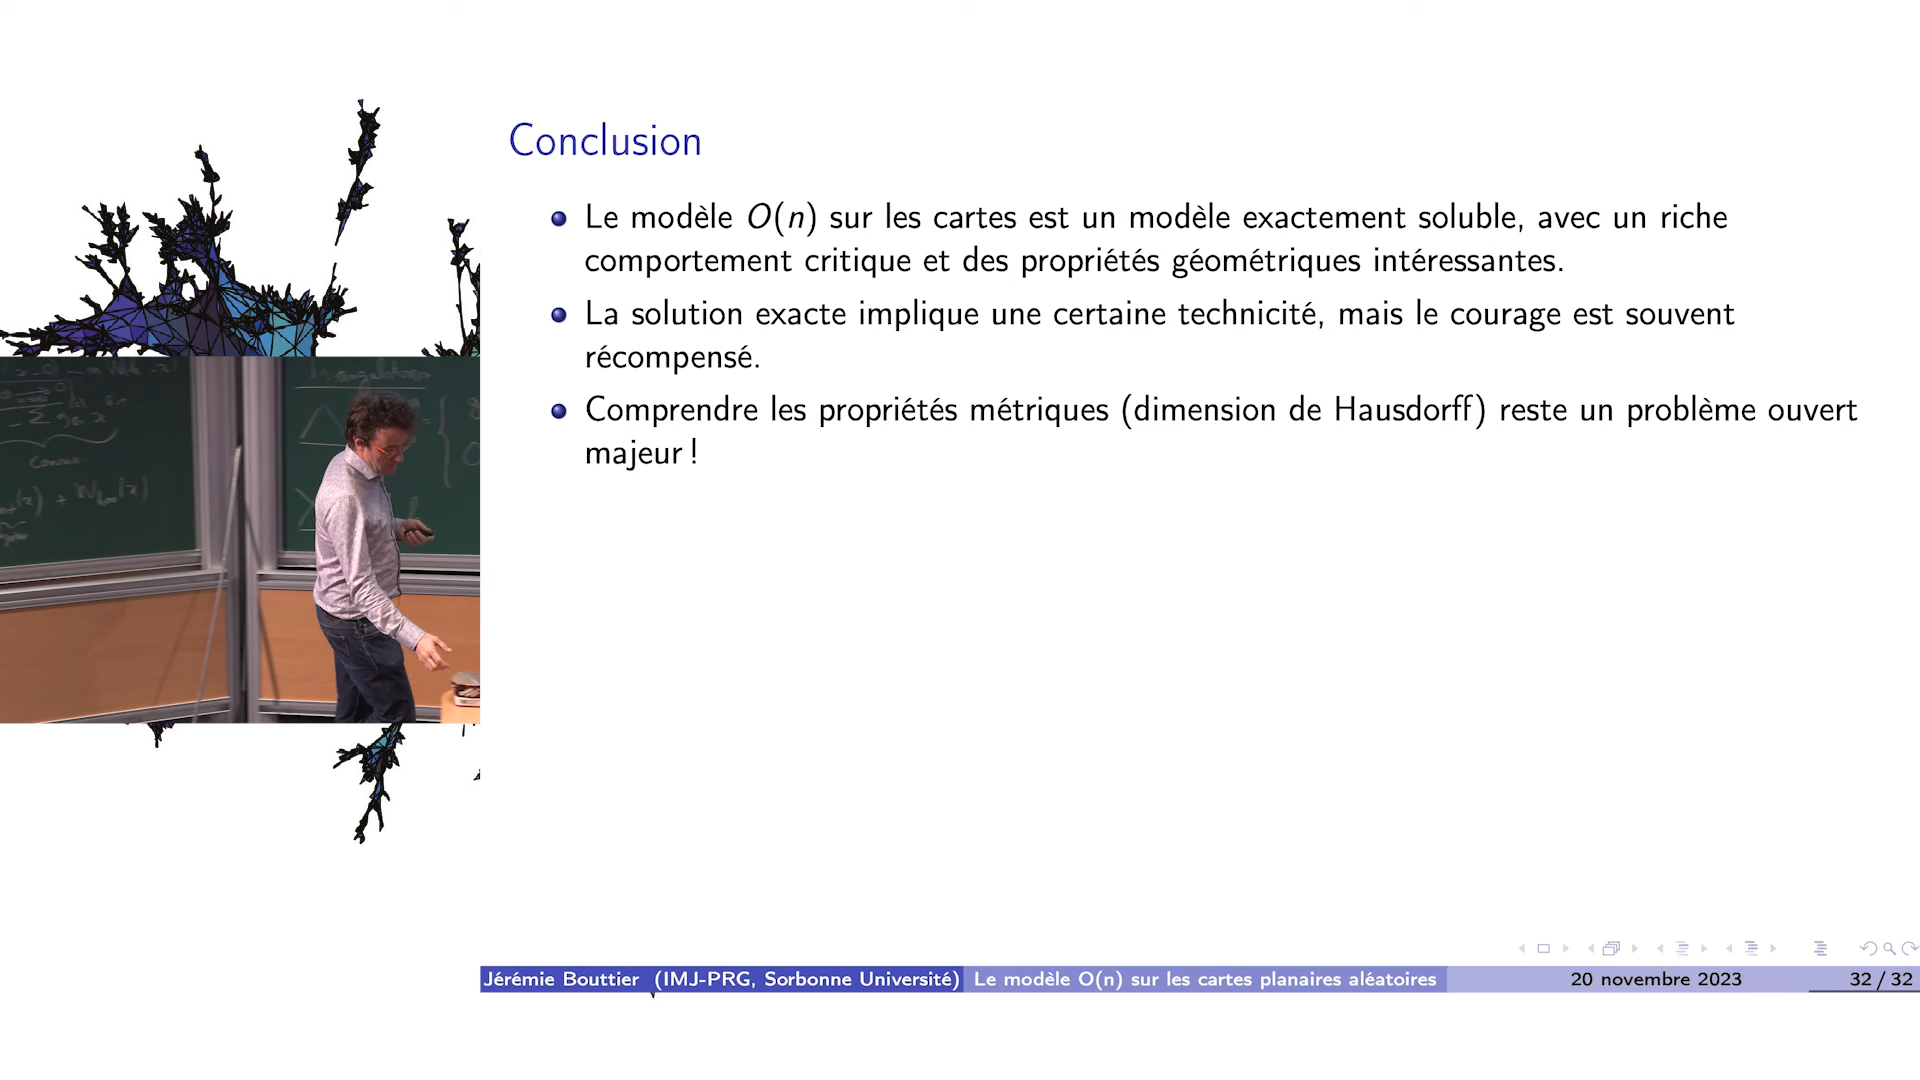 Conclusion
Le modèle O(n) sur les cartes est un modèle exactement soluble, avec un riche
comportement critique et des propriétés géométriques intéressantes.
La solution exacte implique une certaine technicité, mais le courage est souvent
récompensé.
Comprendre les propriétés métriques (dimension de Hausdorff) reste un problème ouvert
majeur !
Jérémie Bouttier (IMJ-PRG, Sorbonne Université) Le modèle O(n) sur les cartes planaires aléatoires 20 novembre 2023 32 / 32